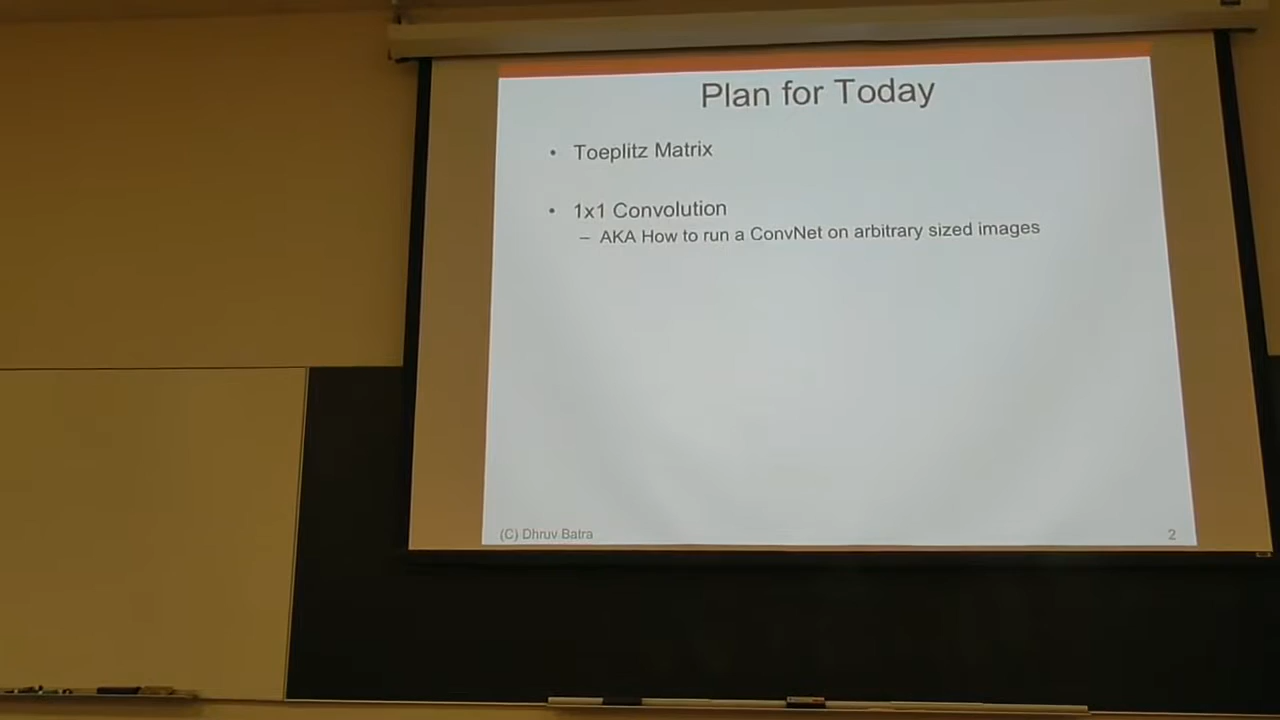 Plan for Today
• Toeplitz Matrix
• 1x1 Convolution
– AKA How to run a ConvNet on arbitrary sized images
(C) Dhruv Batra
2